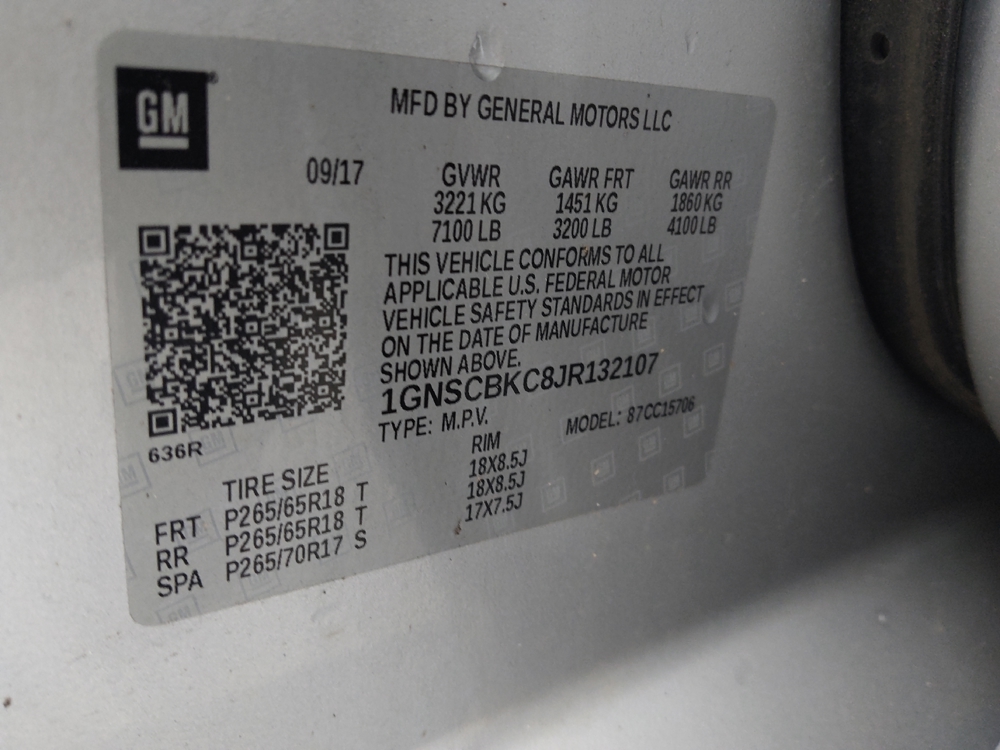 GM
MFD BY GENERAL MOTORS LLC
09/17 GVWR GAWR FRT GAWR RR
3221 KG 1451 KG 1860 KG
7100 LB 3200 LB 4100 LB
THIS VEHICLE CONFORMS TO ALL
APPLICABLE U.S. FEDERAL MOTOR
VEHICLE SAFETY STANDARDS IN EFFECT
ON THE DATE OF MANUFACTURE
SHOWN ABOVE.
1GNSCBKC8JR132107
TYPE: M.P.V. MODEL: 87CC15706
636R
TIRE SIZE RIM
FRT P265/65R18 T 18X8.5J
RR P265/65R18 T 18X8.5J
SPA P265/70R17 S 17X7.5J